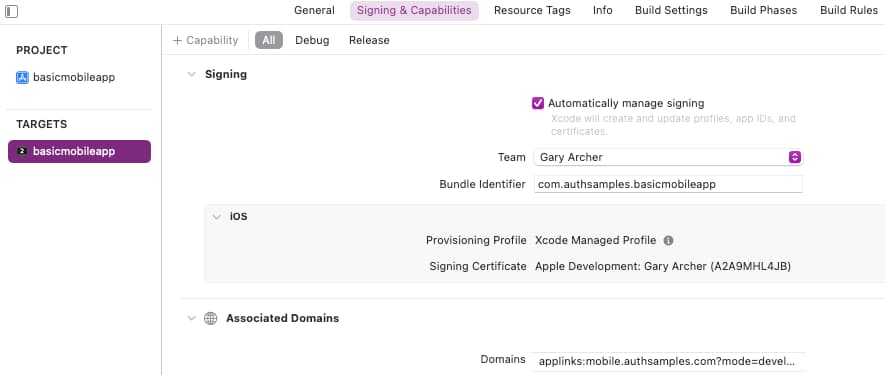 General Signing & Capabilities Resource Tags Info Build Settings Build Phases Build Rules
+ Capability All Debug Release
PROJECT
basicmobileapp
TARGETS
basicmobileapp
Signing
Automatically manage signing
Xcode will create and update profiles, app IDs, and
certificates.
Team Gary Archer
Bundle Identifier com.authsamples.basicmobileapp
iOS
Provisioning Profile Xcode Managed Profile
Signing Certificate Apple Development: Gary Archer (A2A9MHL4JB)
Associated Domains
Domains applinks:mobile.authsamples.com?mode=devel...